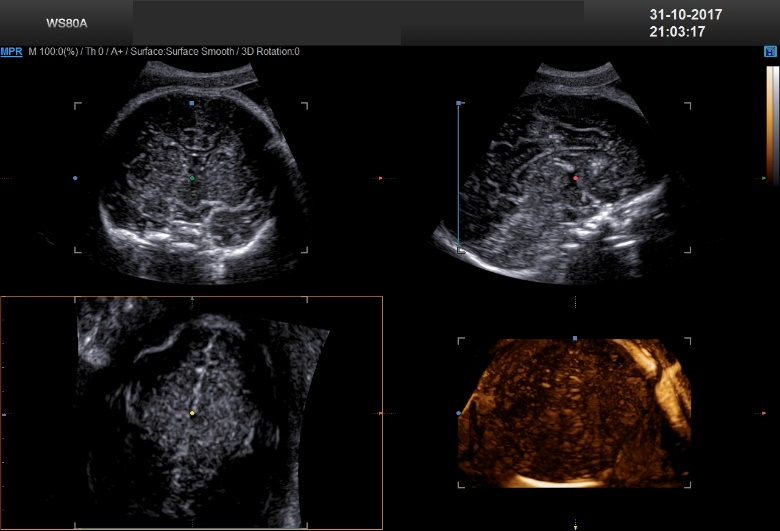 WS80A
31-10-2017
21:03:17
MPR M 100:0(%) / Th 0 / A+ / Surface:Surface Smooth / 3D Rotation:0